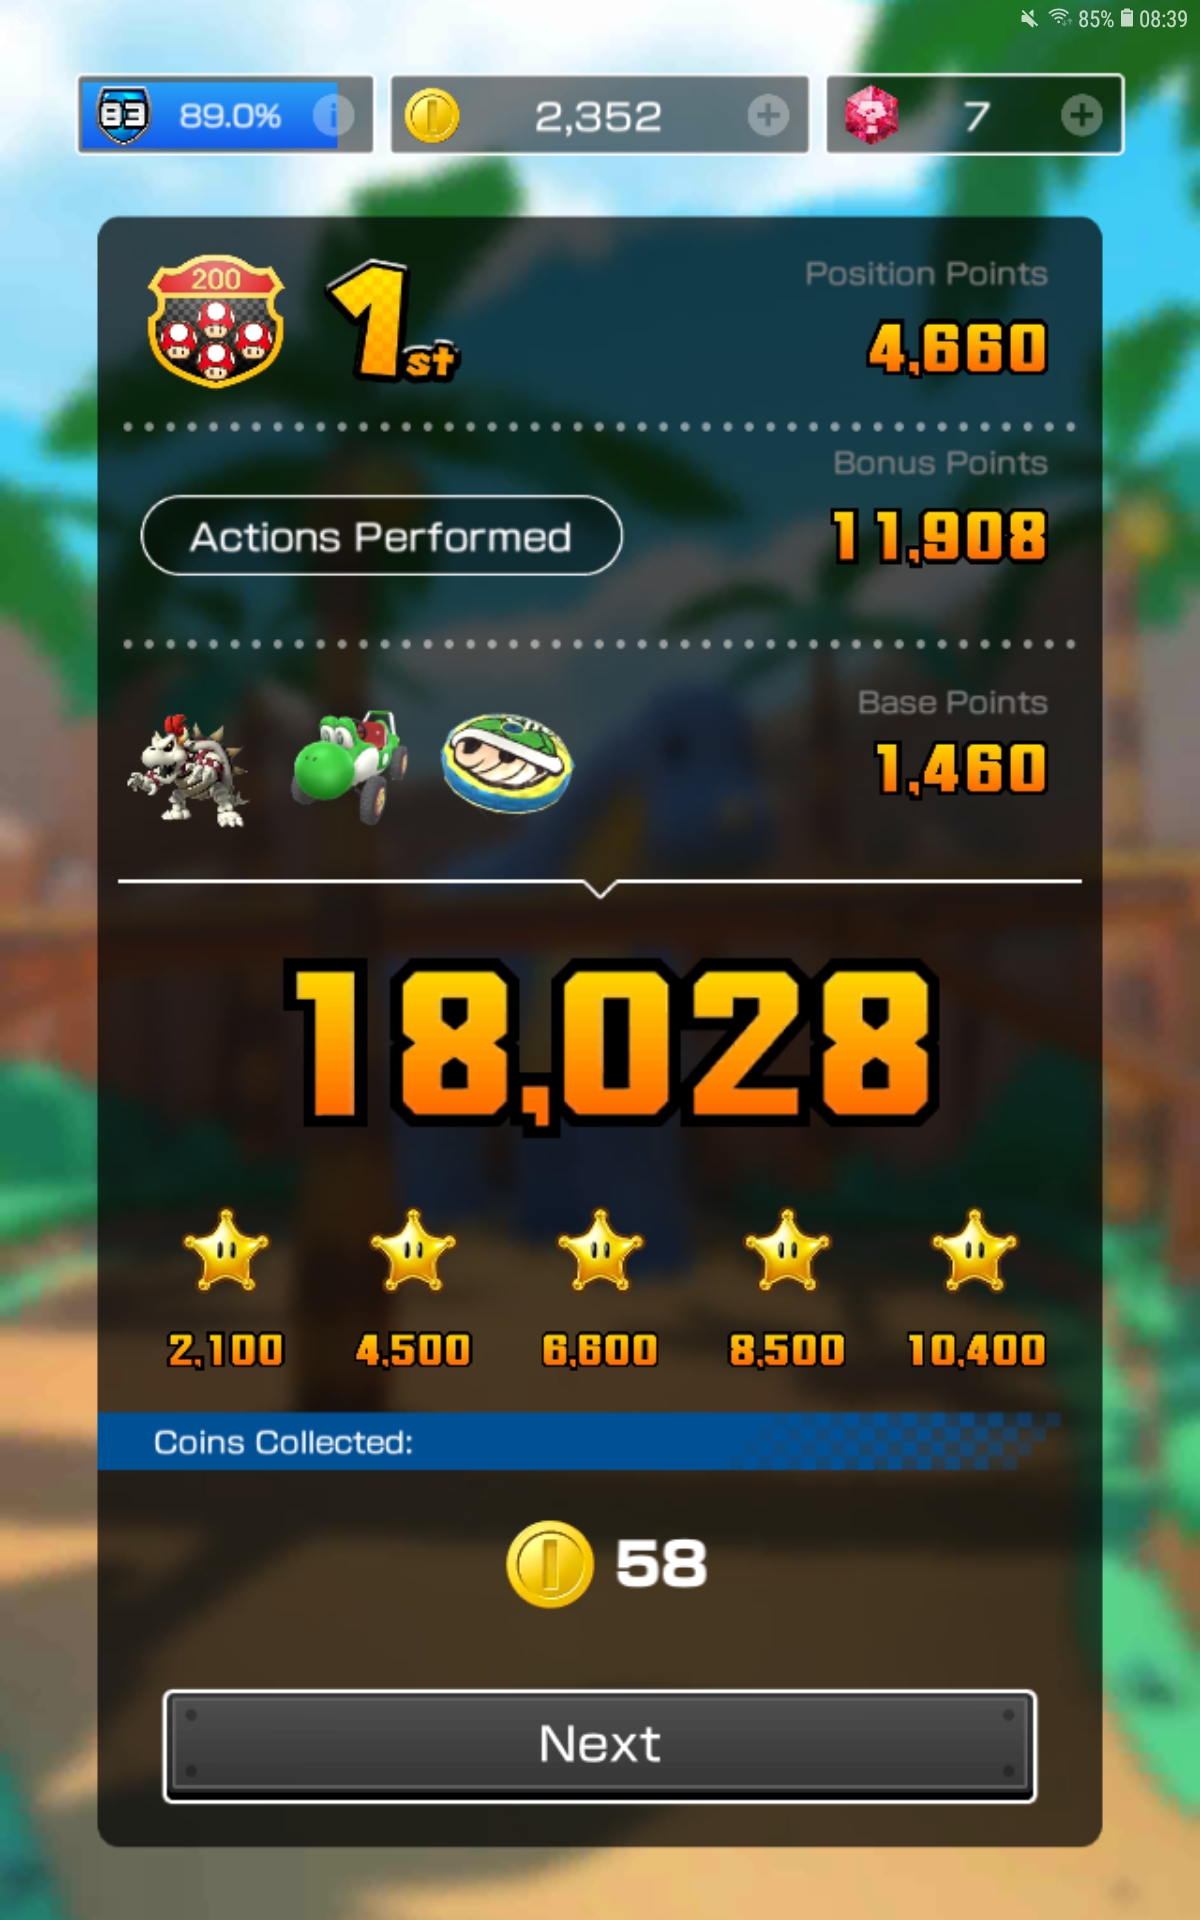 85% 08:39
83 89.0% i 2,352 + 7 +
200
1st
Position Points
4,660
Bonus Points
Actions Performed
11,908
Base Points
1,460
18,028
2,100 4,500 6,600 8,500 10,400
Coins Collected:
58
Next